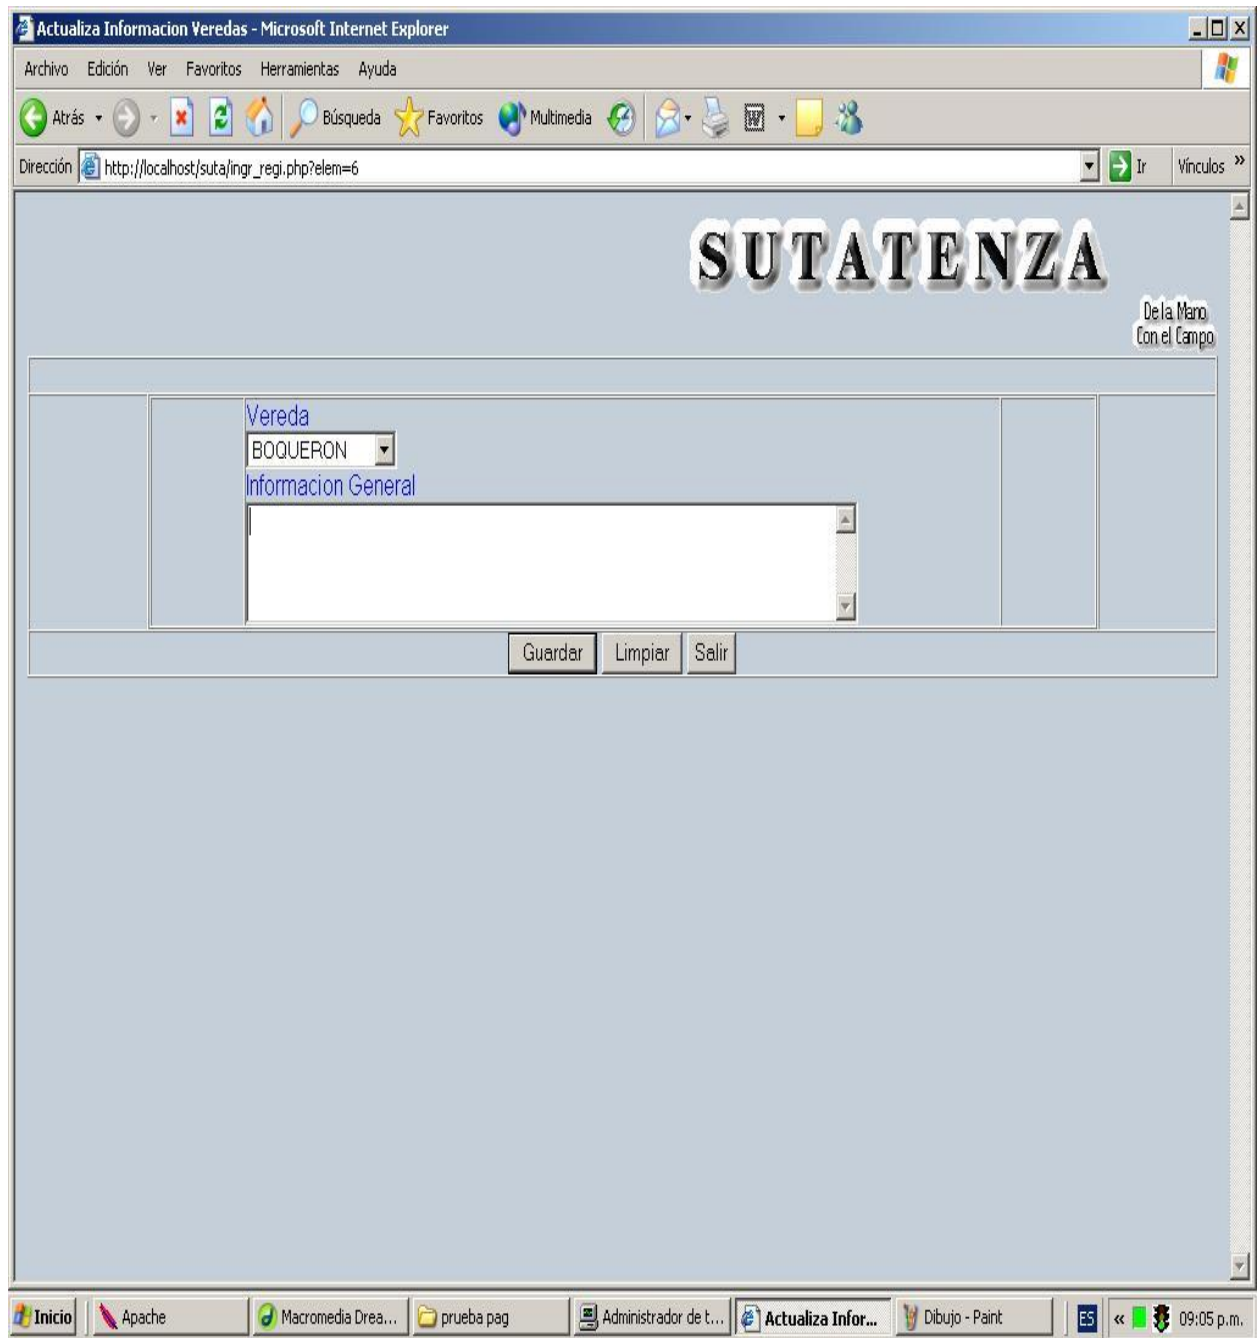 Actualiza Informacion Veredas - Microsoft Internet Explorer
Archivo Edición Ver Favoritos Herramientas Ayuda
Atrás Búsqueda Favoritos Multimedia
Dirección http://localhost/suta/ingr_regi.php?elem=6 Ir Vínculos »
SUTATENZA
De la Mano
Con el Campo
Vereda
BOQUERON
Informacion General
Guardar Limpiar Salir
Inicio Apache Macromedia Drea... prueba pag Administrador de t... Actualiza Infor... Dibujo - Paint ES « 09:05 p.m.